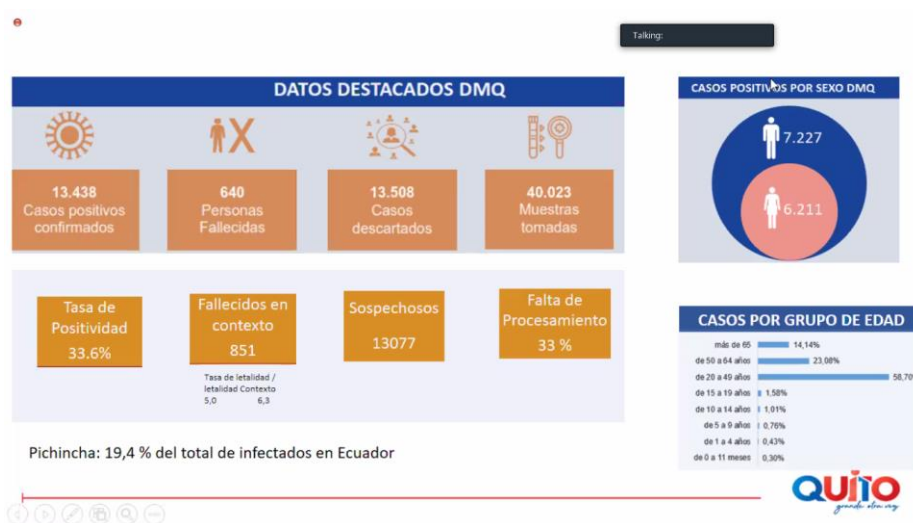 Talking:
DATOS DESTACADOS DMQ
13.438
Casos positivos
confirmados
640
Personas
Fallecidas
13.508
Casos
descartados
40.023
Muestras
tomadas
Tasa de
Positividad
33.6%
Fallecidos en
contexto
851
Sospechosos
13077
Falta de
Procesamiento
33 %
Tasa de letalidad /
letalidad Contexto
5,0 6,3
Pichincha: 19,4 % del total de infectados en Ecuador
CASOS POSITIVOS POR SEXO DMQ
7.227
6.211
CASOS POR GRUPO DE EDAD
más de 65 14,14%
de 50 a 64 años 23,08%
de 20 a 49 años 58,70
de 15 a 19 años 1,58%
de 10 a 14 años 1,01%
de 5 a 9 años 0,76%
de 1 a 4 años 0,43%
de 0 a 11 meses 0,30%
QUITO
grande otra vez